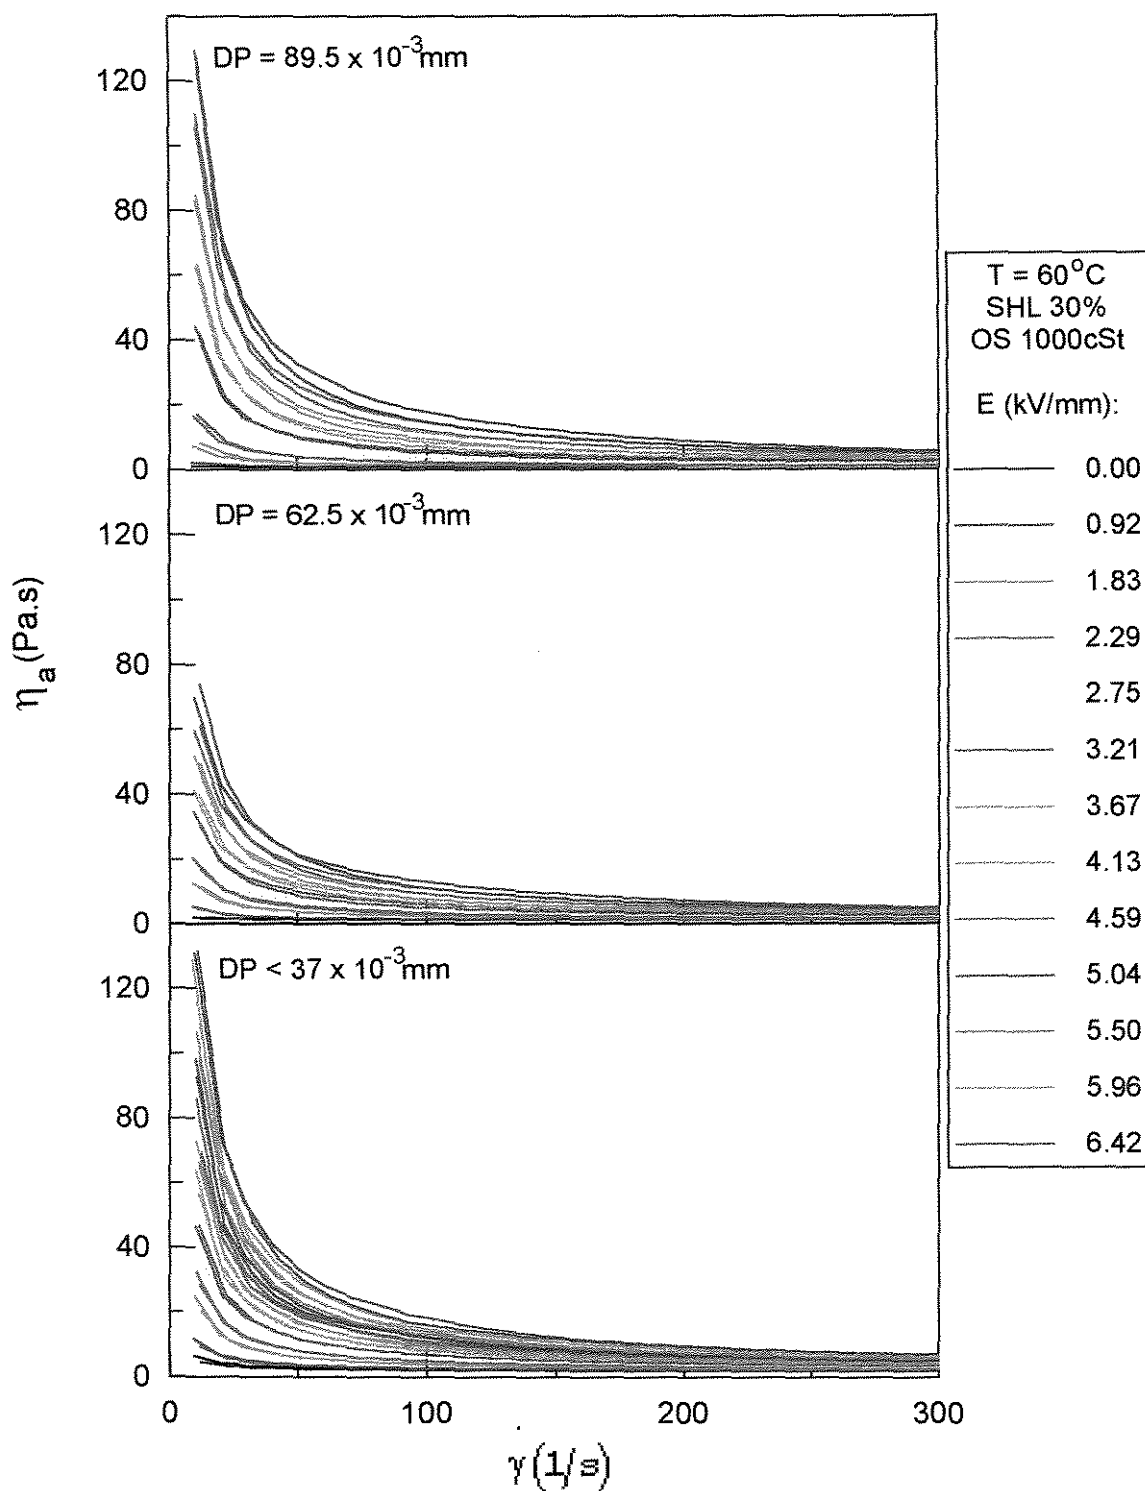 DP = 89.5 x 10-3mm
120
80
40
0
DP = 62.5 x 10-3mm
120
80
40
0
DP < 37 x 10-3mm
120
80
40
0
0 100 200 300
ηa(Pa.s)
γ(1/s)
T = 60°C
SHL 30%
OS 1000cSt
E (kV/mm):
0.00
0.92
1.83
2.29
2.75
3.21
3.67
4.13
4.59
5.04
5.50
5.96
6.42